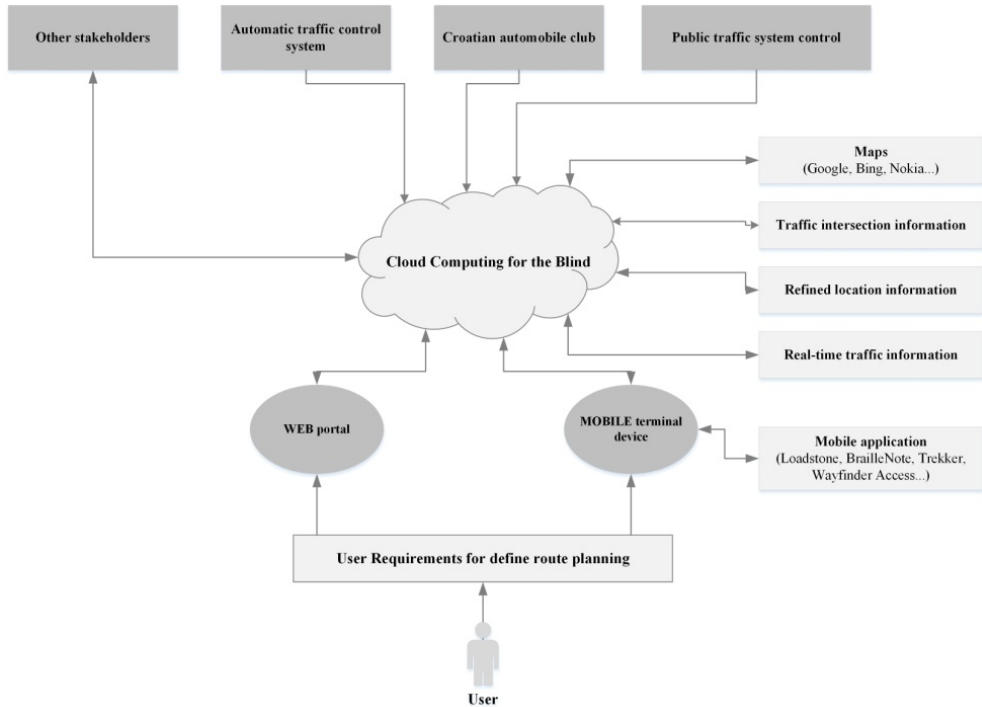 Other stakeholders
Automatic traffic control
system
Croatian automobile club
Public traffic system control
Maps
(Google, Bing, Nokia...)
Traffic intersection information
Cloud Computing for the Blind
Refined location information
Real-time traffic information
WEB portal
MOBILE terminal
device
Mobile application
(Loadstone, BrailleNote, Trekker,
Wayfinder Access...)
User Requirements for define route planning
User